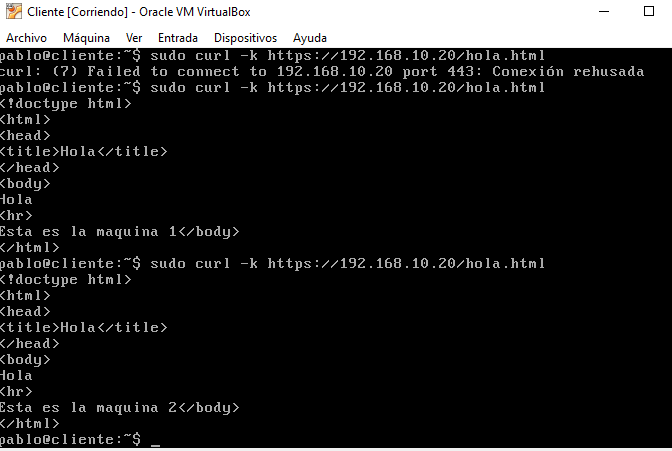 Cliente [Corriendo] - Oracle VM VirtualBox
Archivo Máquina Ver Entrada Dispositivos Ayuda
pablo@cliente:~$ sudo curl -k https://192.168.10.20/hola.html
curl: (7) Failed to connect to 192.168.10.20 port 443: Conexión rehusada
pablo@cliente:~$ sudo curl -k https://192.168.10.20/hola.html
<!doctype html>
<html>
<head>
<title>Hola</title>
</head>
<body>
Hola
<hr>
Esta es la maquina 1</body>
</html>
pablo@cliente:~$ sudo curl -k https://192.168.10.20/hola.html
<!doctype html>
<html>
<head>
<title>Hola</title>
</head>
<body>
Hola
<hr>
Esta es la maquina 2</body>
</html>
pablo@cliente:~$ _